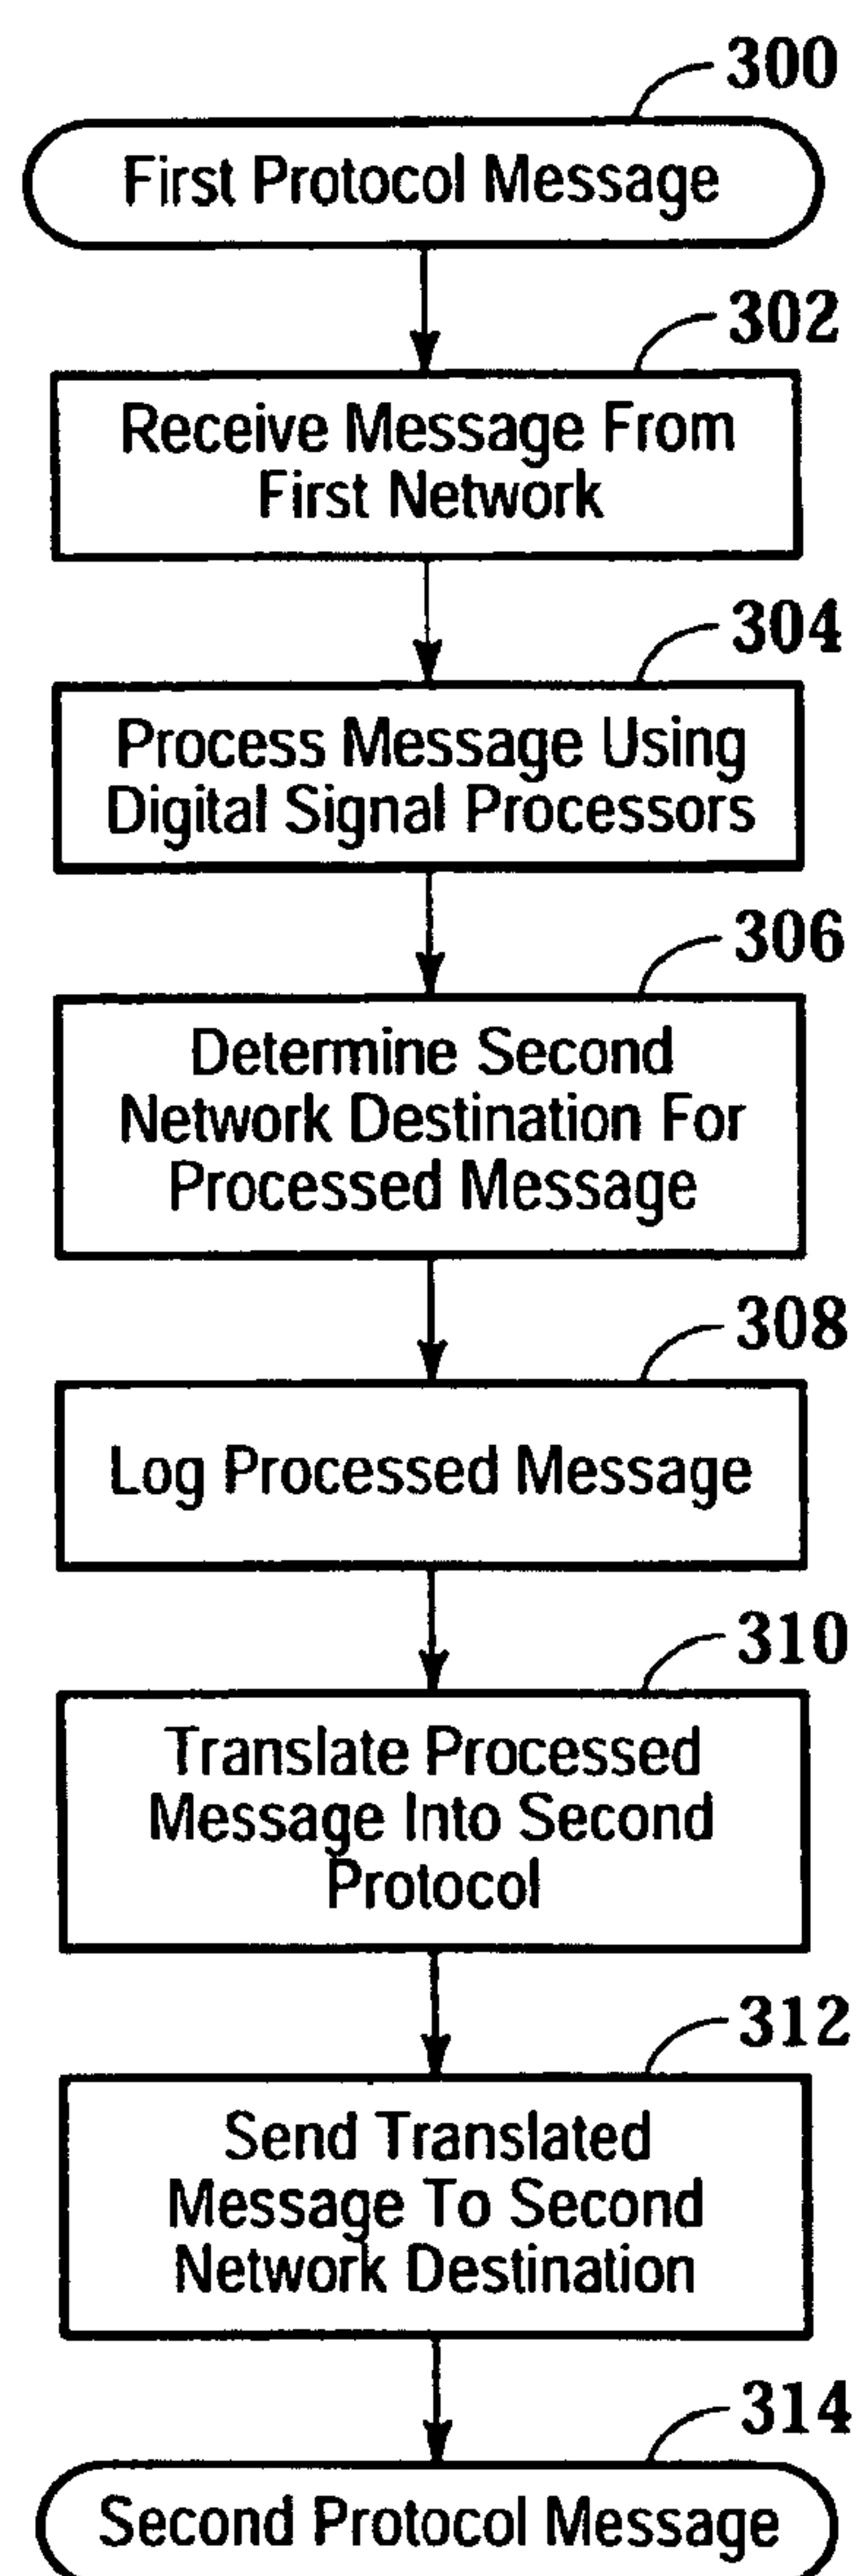 300
First Protocol Message
302
Receive Message From
First Network
304
Process Message Using
Digital Signal Processors
306
Determine Second
Network Destination For
Processed Message
308
Log Processed Message
310
Translate Processed
Message Into Second
Protocol
312
Send Translated
Message To Second
Network Destination
314
Second Protocol Message